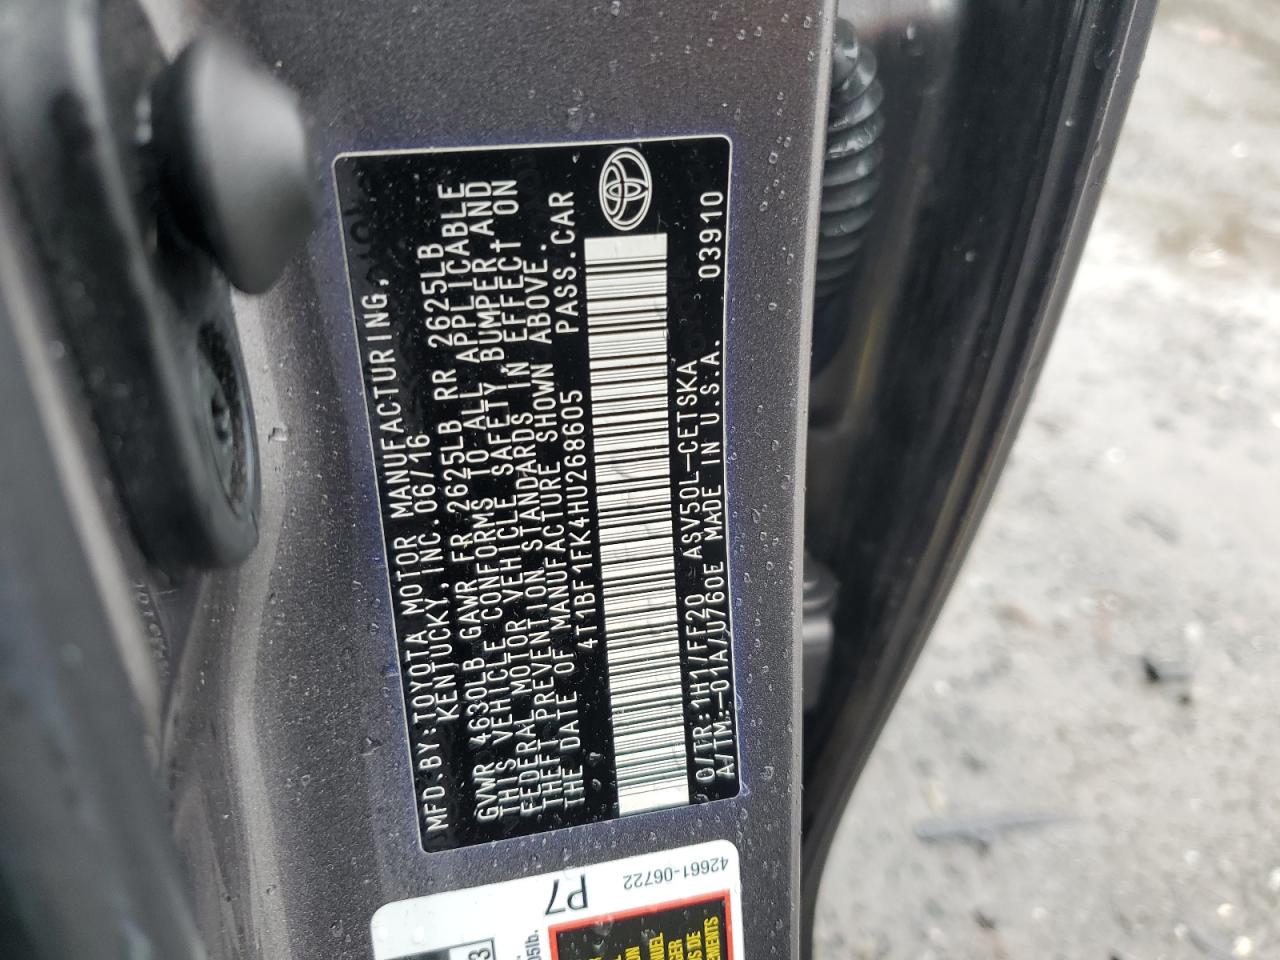 MFD.BY:TOYOTA MOTOR MANUFACTURING,
KENTUCKY, INC.06/16
GVWR 4630LB GAWR FR 2625LB RR 2625LB
THIS VEHICLE CONFORMS TO ALL APPLICABLE
FEDERAL MOTOR VEHICLE SAFETY,BUMPER,AND
THEFT PREVENTION STANDARDS IN EFFECT ON
THE DATE OF MANUFACTURE SHOWN ABOVE.
4T1BF1FK4HU268605 PASS.CAR
C/TR:1H1/FF20 ASV50L-CETSKA
A/TM:-01A/U760E MADE IN U.S.A. 03910
42661-06722
P7